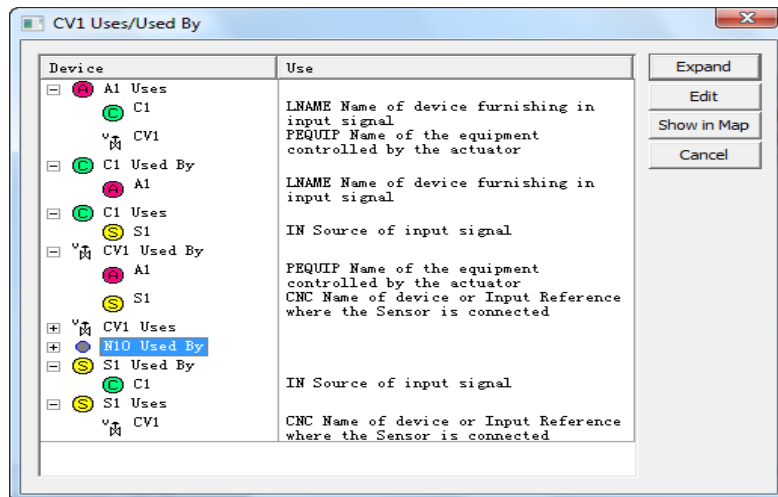 CV1 Uses/Used By
Device Use
A1 Uses
C1 LNAME Name of device furnishing in
input signal
CV1 PEQUIP Name of the equipment
controlled by the actuator
C1 Used By
A1 LNAME Name of device furnishing in
input signal
C1 Uses
S1 IN Source of input signal
CV1 Used By
A1 PEQUIP Name of the equipment
controlled by the actuator
S1 CNC Name of device or Input Reference
where the Sensor is connected
CV1 Uses
N10 Used By
S1 Used By
C1 IN Source of input signal
S1 Uses
CV1 CNC Name of device or Input Reference
where the Sensor is connected
Expand
Edit
Show in Map
Cancel